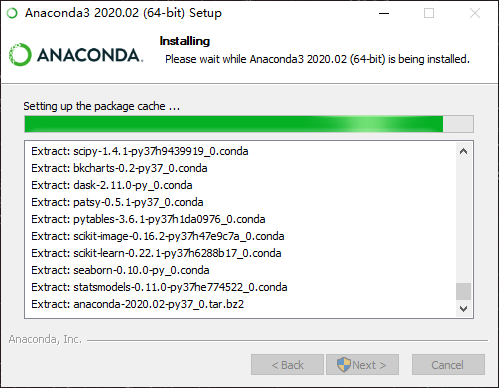 Anaconda3 2020.02 (64-bit) Setup
ANACONDA.
Installing
Please wait while Anaconda3 2020.02 (64-bit) is being installed.
Setting up the package cache ...
Extract: scipy-1.4.1-py37h9439919_0.conda
Extract: bkcharts-0.2-py37_0.conda
Extract: dask-2.11.0-py_0.conda
Extract: patsy-0.5.1-py37_0.conda
Extract: pytables-3.6.1-py37h1da0976_0.conda
Extract: scikit-image-0.16.2-py37h47e9c7a_0.conda
Extract: scikit-learn-0.22.1-py37h6288b17_0.conda
Extract: seaborn-0.10.0-py_0.conda
Extract: statsmodels-0.11.0-py37he774522_0.conda
Extract: anaconda-2020.02-py37_0.tar.bz2
Anaconda, Inc.
< Back
Next >
Cancel